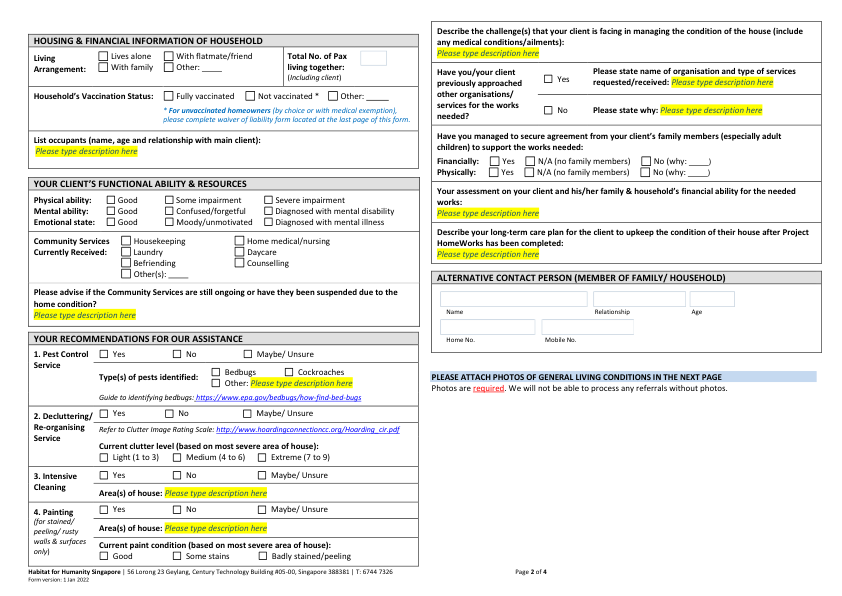 HOUSING & FINANCIAL INFORMATION OF HOUSEHOLD
Living Arrangement:
Lives alone
With flatmate/friend
With family
Other: ____
Total No. of Pax living together:
(Including client)
Household's Vaccination Status:
Fully vaccinated
Not vaccinated *
Other: _____
* For unvaccinated homeowners (by choice or with medical exemption),
please complete waiver of liability form located at the last page of this form.
List occupants (name, age and relationship with main client):
Please type description here
YOUR CLIENT'S FUNCTIONAL ABILITY & RESOURCES
Physical ability: Good Some impairment Severe impairment
Mental ability: Good Confused/forgetful Diagnosed with mental disability
Emotional state: Good Moody/unmotivated Diagnosed with mental illness
Community Services Currently Received:
Housekeeping Home medical/nursing
Laundry Daycare
Befriending Counselling
Other(s): ____
Please advise if the Community Services are still ongoing or have they been suspended due to the
home condition?
Please type description here
YOUR RECOMMENDATIONS FOR OUR ASSISTANCE
1. Pest Control Service
Yes No Maybe/ Unsure
Type(s) of pests identified:
Bedbugs Cockroaches
Other: Please type description here
Guide to identifying bedbugs: https://www.epa.gov/bedbugs/how-find-bed-bugs
2. Decluttering/ Re-organising Service
Yes No Maybe/ Unsure
Refer to Clutter Image Rating Scale: http://www.hoardingconnectioncc.org/Hoarding_cir.pdf
Current clutter level (based on most severe area of house):
Light (1 to 3) Medium (4 to 6) Extreme (7 to 9)
3. Intensive Cleaning
Yes No Maybe/ Unsure
Area(s) of house: Please type description here
4. Painting
(for stained/ peeling/ rusty walls & surfaces only)
Yes No Maybe/ Unsure
Area(s) of house: Please type description here
Current paint condition (based on most severe area of house):
Good Some stains Badly stained/peeling
Describe the challenge(s) that your client is facing in managing the condition of the house (include
any medical conditions/ailments):
Please type description here
Have you/your client previously approached other organisations/ services for the works needed?
Yes
Please state name of organisation and type of services
requested/received: Please type description here
No
Please state why: Please type description here
Have you managed to secure agreement from your client's family members (especially adult
children) to support the works needed:
Financially: Yes N/A (no family members) No (why: ____)
Physically: Yes N/A (no family members) No (why: ____)
Your assessment on your client and his/her family & household's financial ability for the needed
works:
Please type description here
Describe your long-term care plan for the client to upkeep the condition of their house after Project
HomeWorks has been completed:
Please type description here
ALTERNATIVE CONTACT PERSON (MEMBER OF FAMILY/ HOUSEHOLD)
Name Relationship Age
Home No. Mobile No.
PLEASE ATTACH PHOTOS OF GENERAL LIVING CONDITIONS IN THE NEXT PAGE
Photos are required. We will not be able to process any referrals without photos.
Habitat for Humanity Singapore | 56 Lorong 23 Geylang, Century Technology Building #05-00, Singapore 388381 | T: 6744 7326
Page 2 of 4
Form version: 1 Jan 2022